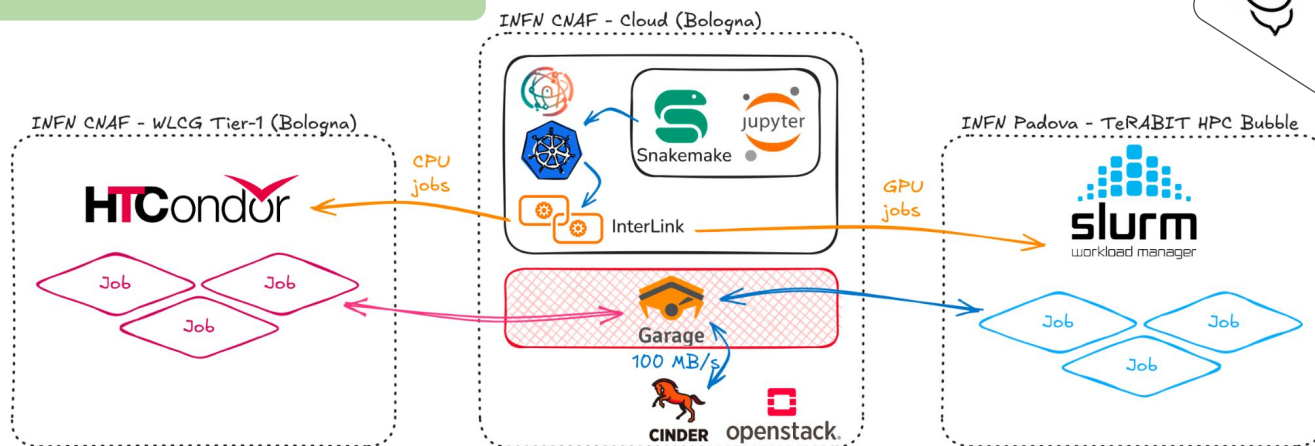 INFN CNAF - Cloud (Bologna)
INFN CNAF - WLCG Tier-1 (Bologna)
INFN Padova - TeRABIT HPC Bubble
Snakemake
jupyter
HTCondor
CPU
jobs
InterLink
GPU
jobs
slurm
workload manager
Job
Job
Job
Garage
100 MB/s
Job
Job
Job
CINDER
openstack.